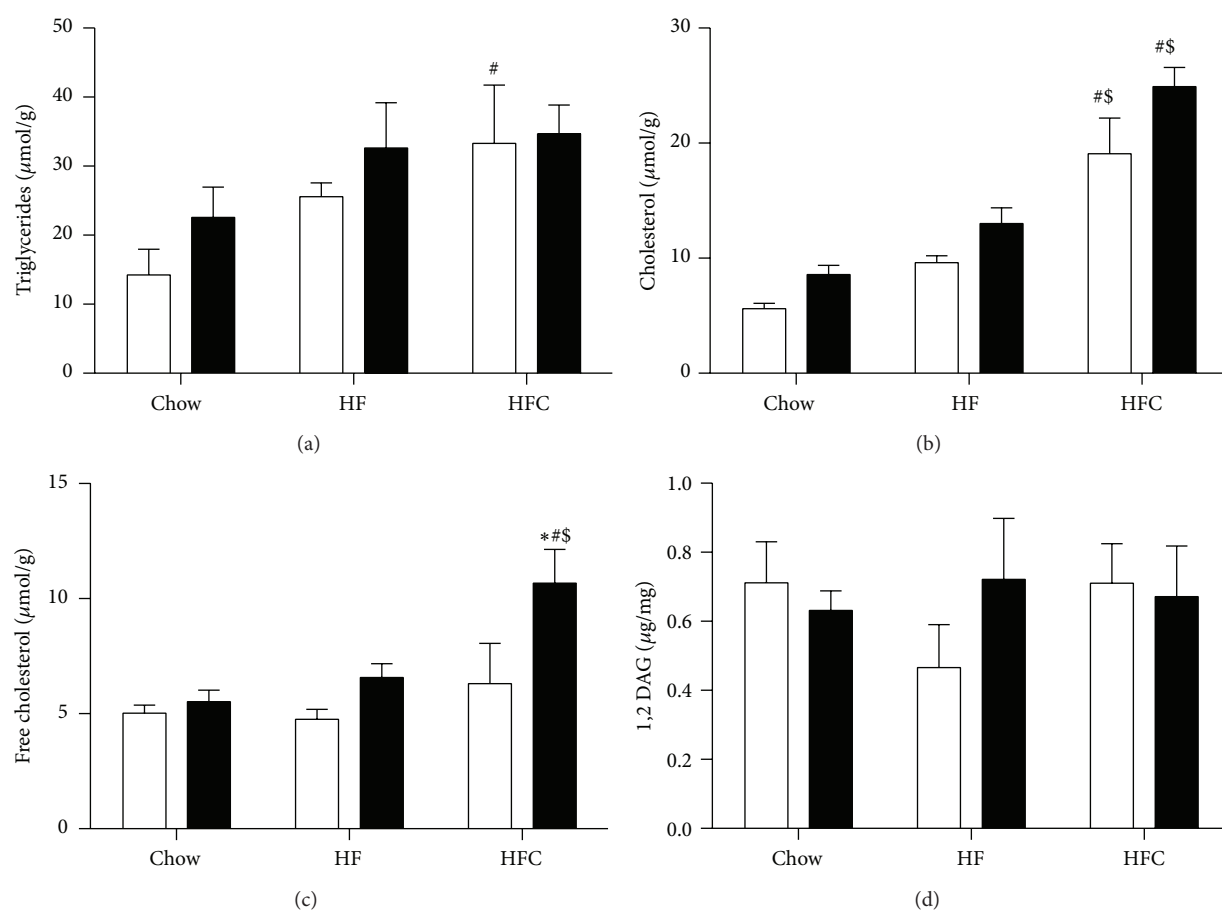 50
40
30
20
10
0
Triglycerides (μmol/g)
#
Chow HF HFC
(a)
30
20
10
0
Cholesterol (μmol/g)
#$
#$
Chow HF HFC
(b)
15
10
5
0
Free cholesterol (μmol/g)
*#$
Chow HF HFC
(c)
1.0
0.8
0.6
0.4
0.2
0.0
1,2 DAG (μg/mg)
Chow HF HFC
(d)